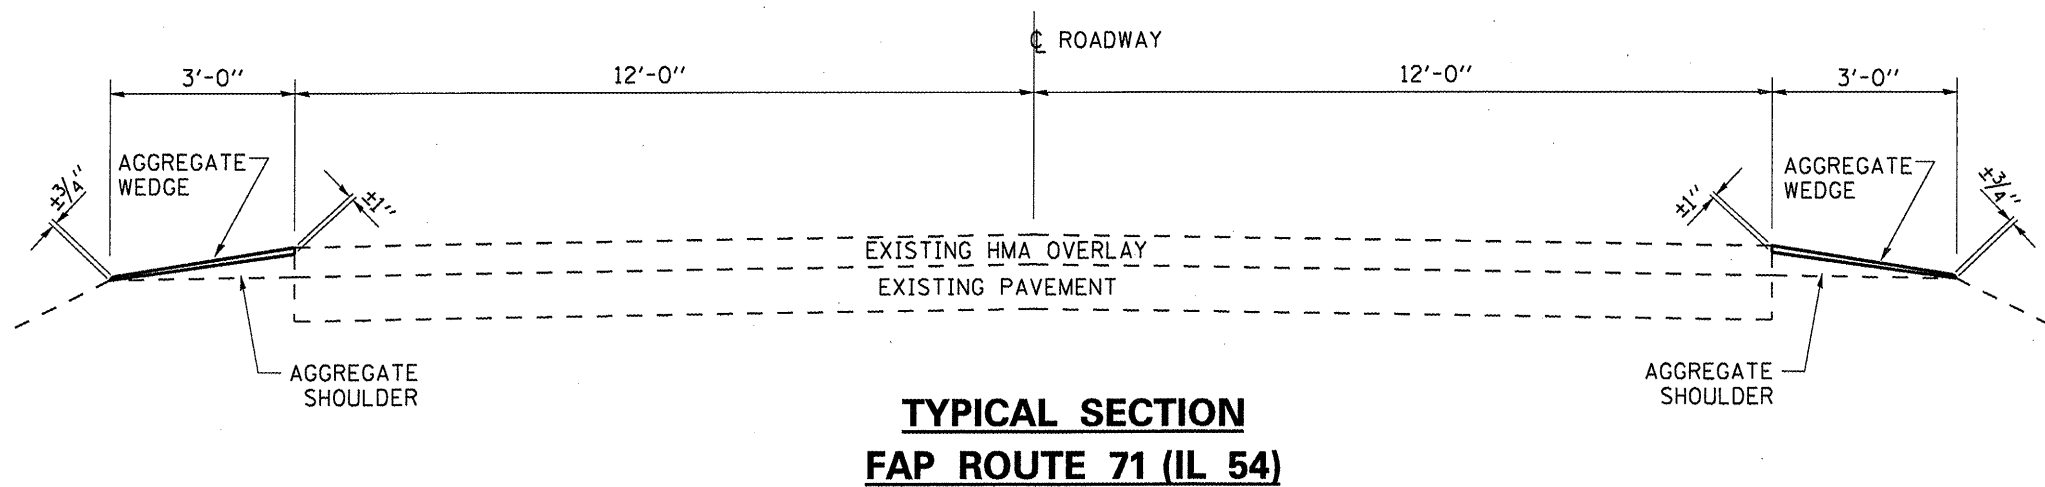 ℄ ROADWAY
3'-0"
12'-0"
12'-0"
3'-0"
AGGREGATE
WEDGE
AGGREGATE
WEDGE
±3/4"
±1"
±1"
±3/4"
EXISTING HMA OVERLAY
EXISTING PAVEMENT
AGGREGATE
SHOULDER
AGGREGATE
SHOULDER
TYPICAL SECTION
FAP ROUTE 71 (IL 54)